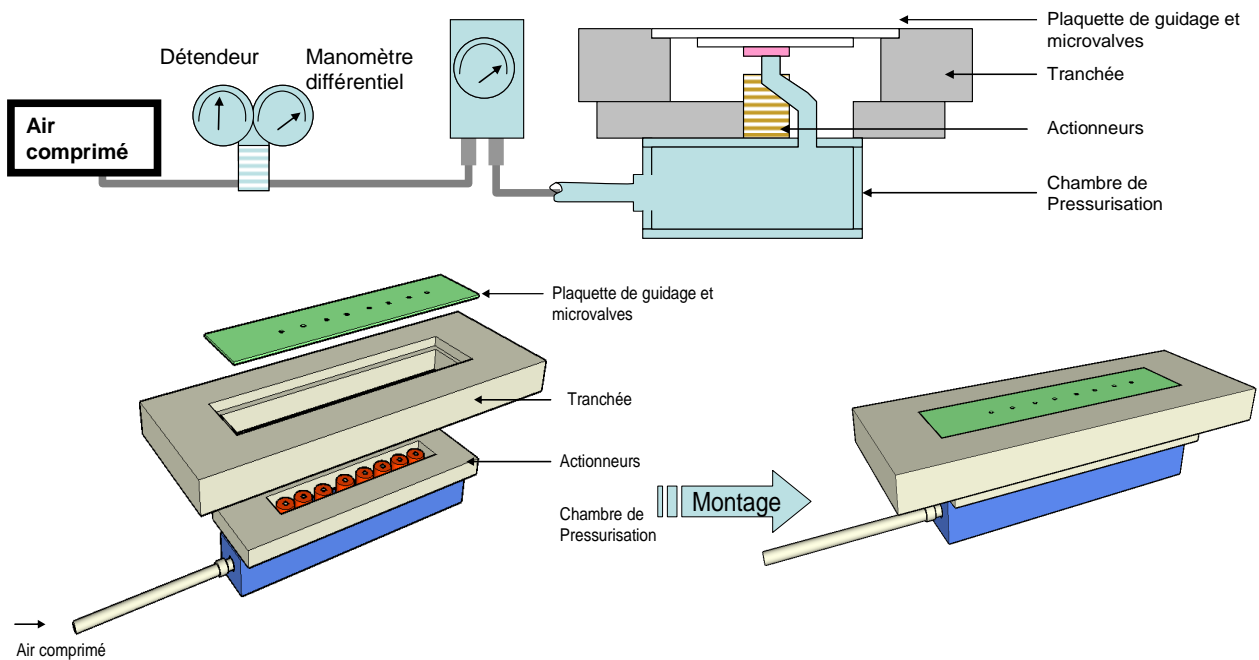 Plaquette de guidage et
microvalves
Détendeur
Manomètre
différentiel
Tranchée
Air
comprimé
Actionneurs
Chambre de
Pressurisation
Plaquette de guidage et
microvalves
Tranchée
Actionneurs
Chambre de
Pressurisation
Montage
Air comprimé